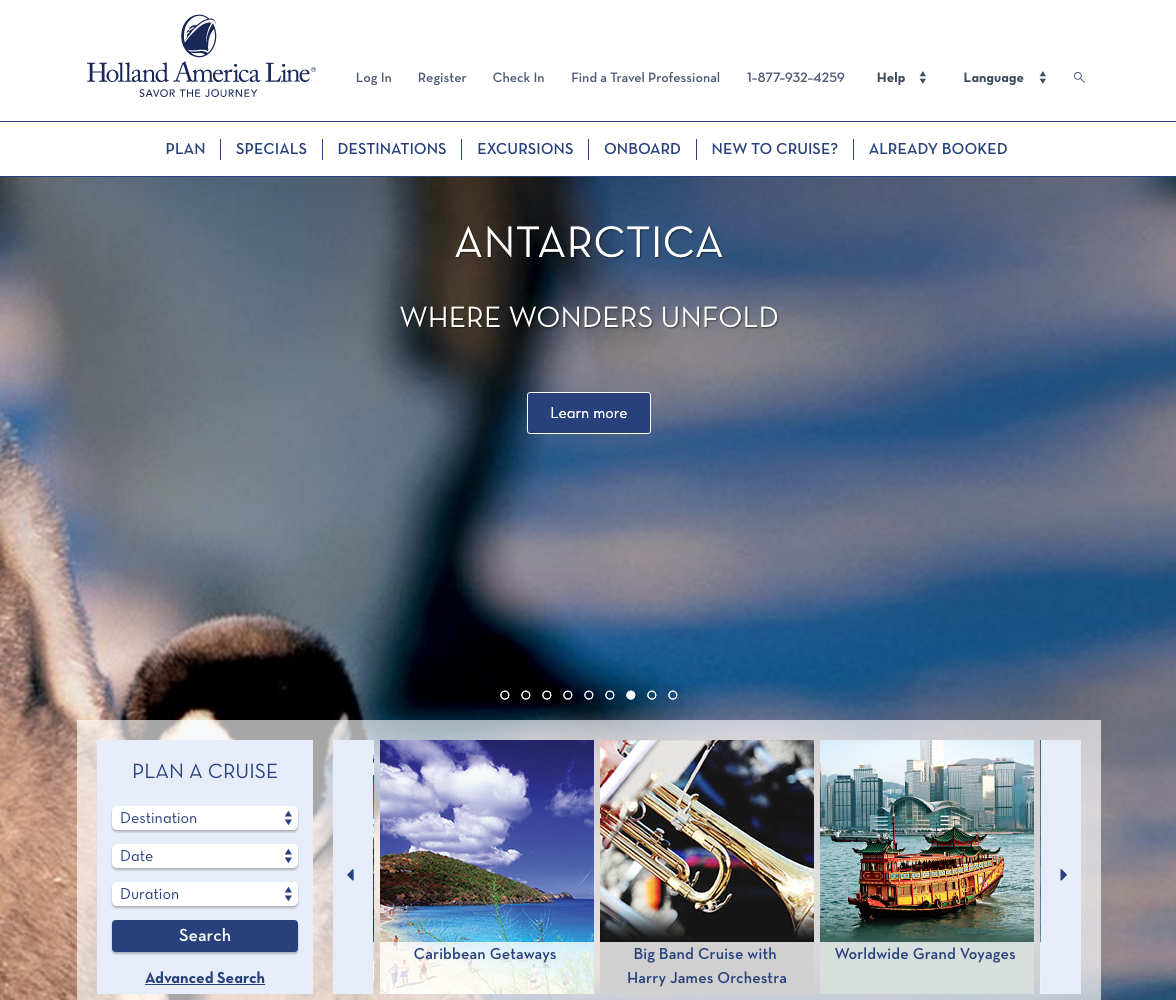 Holland America Line®
SAVOR THE JOURNEY
Log In Register Check In Find a Travel Professional 1-877-932-4259 Help Language
PLAN SPECIALS DESTINATIONS EXCURSIONS ONBOARD NEW TO CRUISE? ALREADY BOOKED
ANTARCTICA
WHERE WONDERS UNFOLD
Learn more
PLAN A CRUISE
Destination
Date
Duration
Search
Advanced Search
Caribbean Getaways
Big Band Cruise with
Harry James Orchestra
Worldwide Grand Voyages